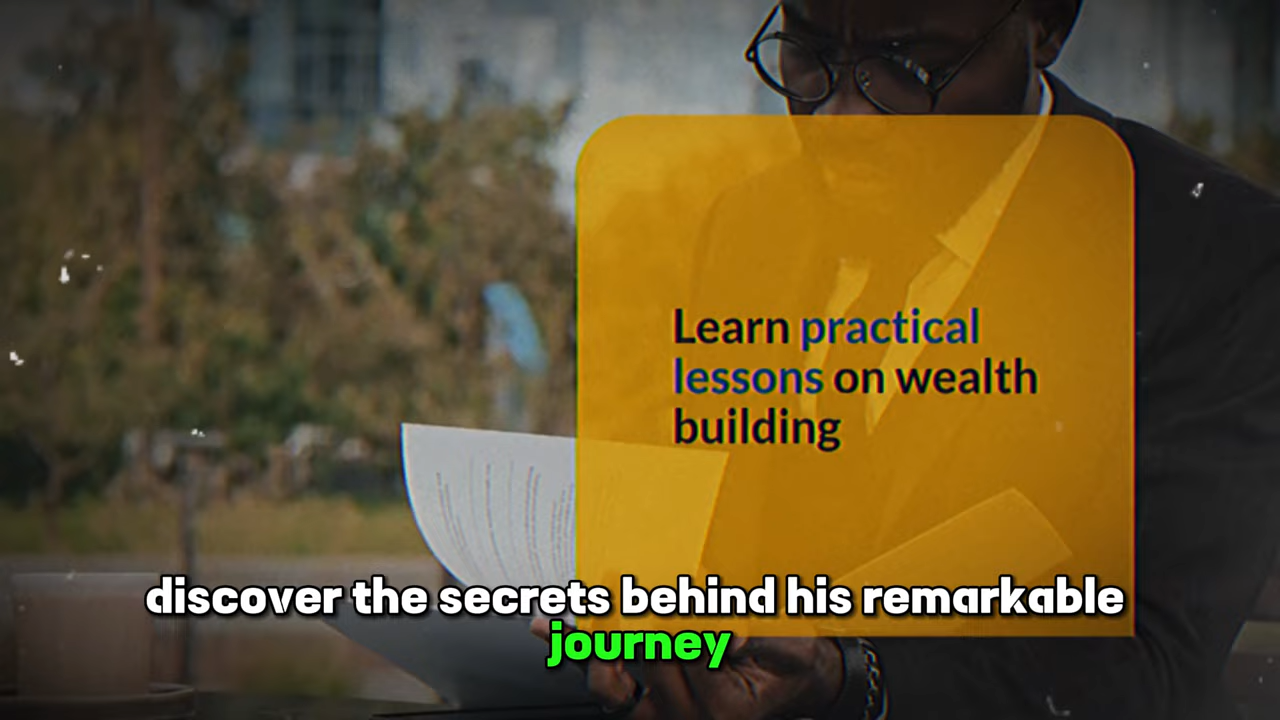 Learn practical
lessons on wealth
building
discover the secrets behind his remarkable
journey